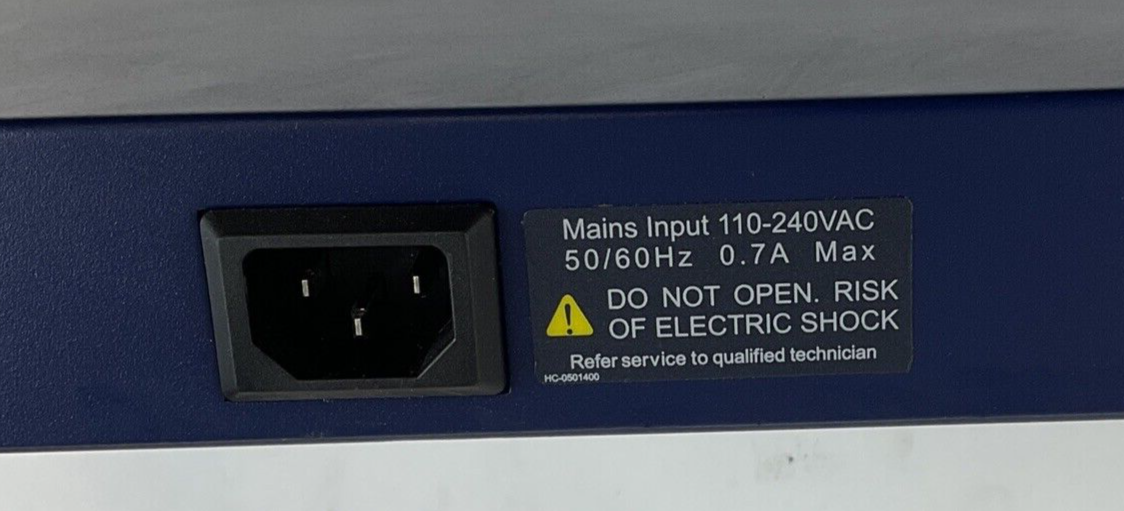 Mains Input 110-240VAC
50/60Hz 0.7A Max
DO NOT OPEN. RISK
OF ELECTRIC SHOCK
Refer service to qualified technician
HC-0501400